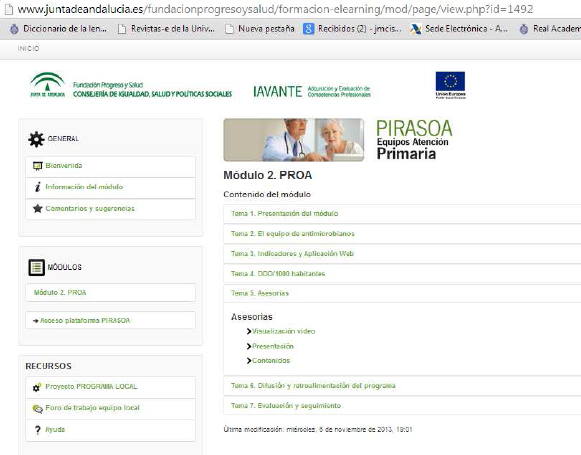 www.juntadeandalucia.es/fundacionprogresoysalud/formacion-elearning/mod/page/view.php?id=1492
Diccionario de la len... Revistas-e de la Univ... Nueva pestaña Recibidos (2) - jmcis... Sede Electrónica - A... Real Academ
INICIO
JUNTA DE ANDALUCIA
Fundación Progreso y Salud
CONSEJERÍA DE IGUALDAD, SALUD Y POLÍTICAS SOCIALES
IAVANTE
Adquisición y Evaluación de
Competencias Profesionales
Unión Europea
GENERAL
Bienvenida
Información del módulo
Comentarios y sugerencias
MÓDULOS
Módulo 2. PROA
Acceso plataforma PIRASOA
RECURSOS
Proyecto PROGRAMA LOCAL
Foro de trabajo equipo local
Ayuda
PIRASOA
Equipos Atención
Primaria
Módulo 2. PROA
Contenido del módulo
Tema 1. Presentación del módulo
Tema 2. El equipo de antimicrobianos
Tema 3. Indicadores y Aplicación Web
Tema 4. DDD/1000 habitantes
Tema 5. Asesorías
Asesorías
Visualización vídeo
Presentación
Contenidos
Tema 6. Difusión y retroalimentación del programa
Tema 7. Evaluación y seguimiento
Última modificación: miércoles, 6 de noviembre de 2013, 19:01